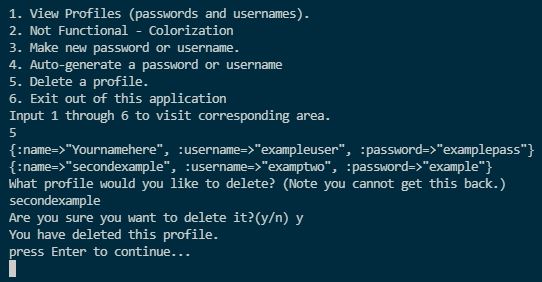 1. View Profiles (passwords and usernames).
2. Not Functional - Colorization
3. Make new password or username.
4. Auto-generate a password or username
5. Delete a profile.
6. Exit out of this application
Input 1 through 6 to visit corresponding area.
5
{:name=>"Yournamehere", :username=>"exampleuser", :password=>"examplepass"}
{:name=>"secondexample", :username=>"examptwo", :password=>"example"}
What profile would you like to delete? (Note you cannot get this back.)
secondexample
Are you sure you want to delete it?(y/n) y
You have deleted this profile.
press Enter to continue...